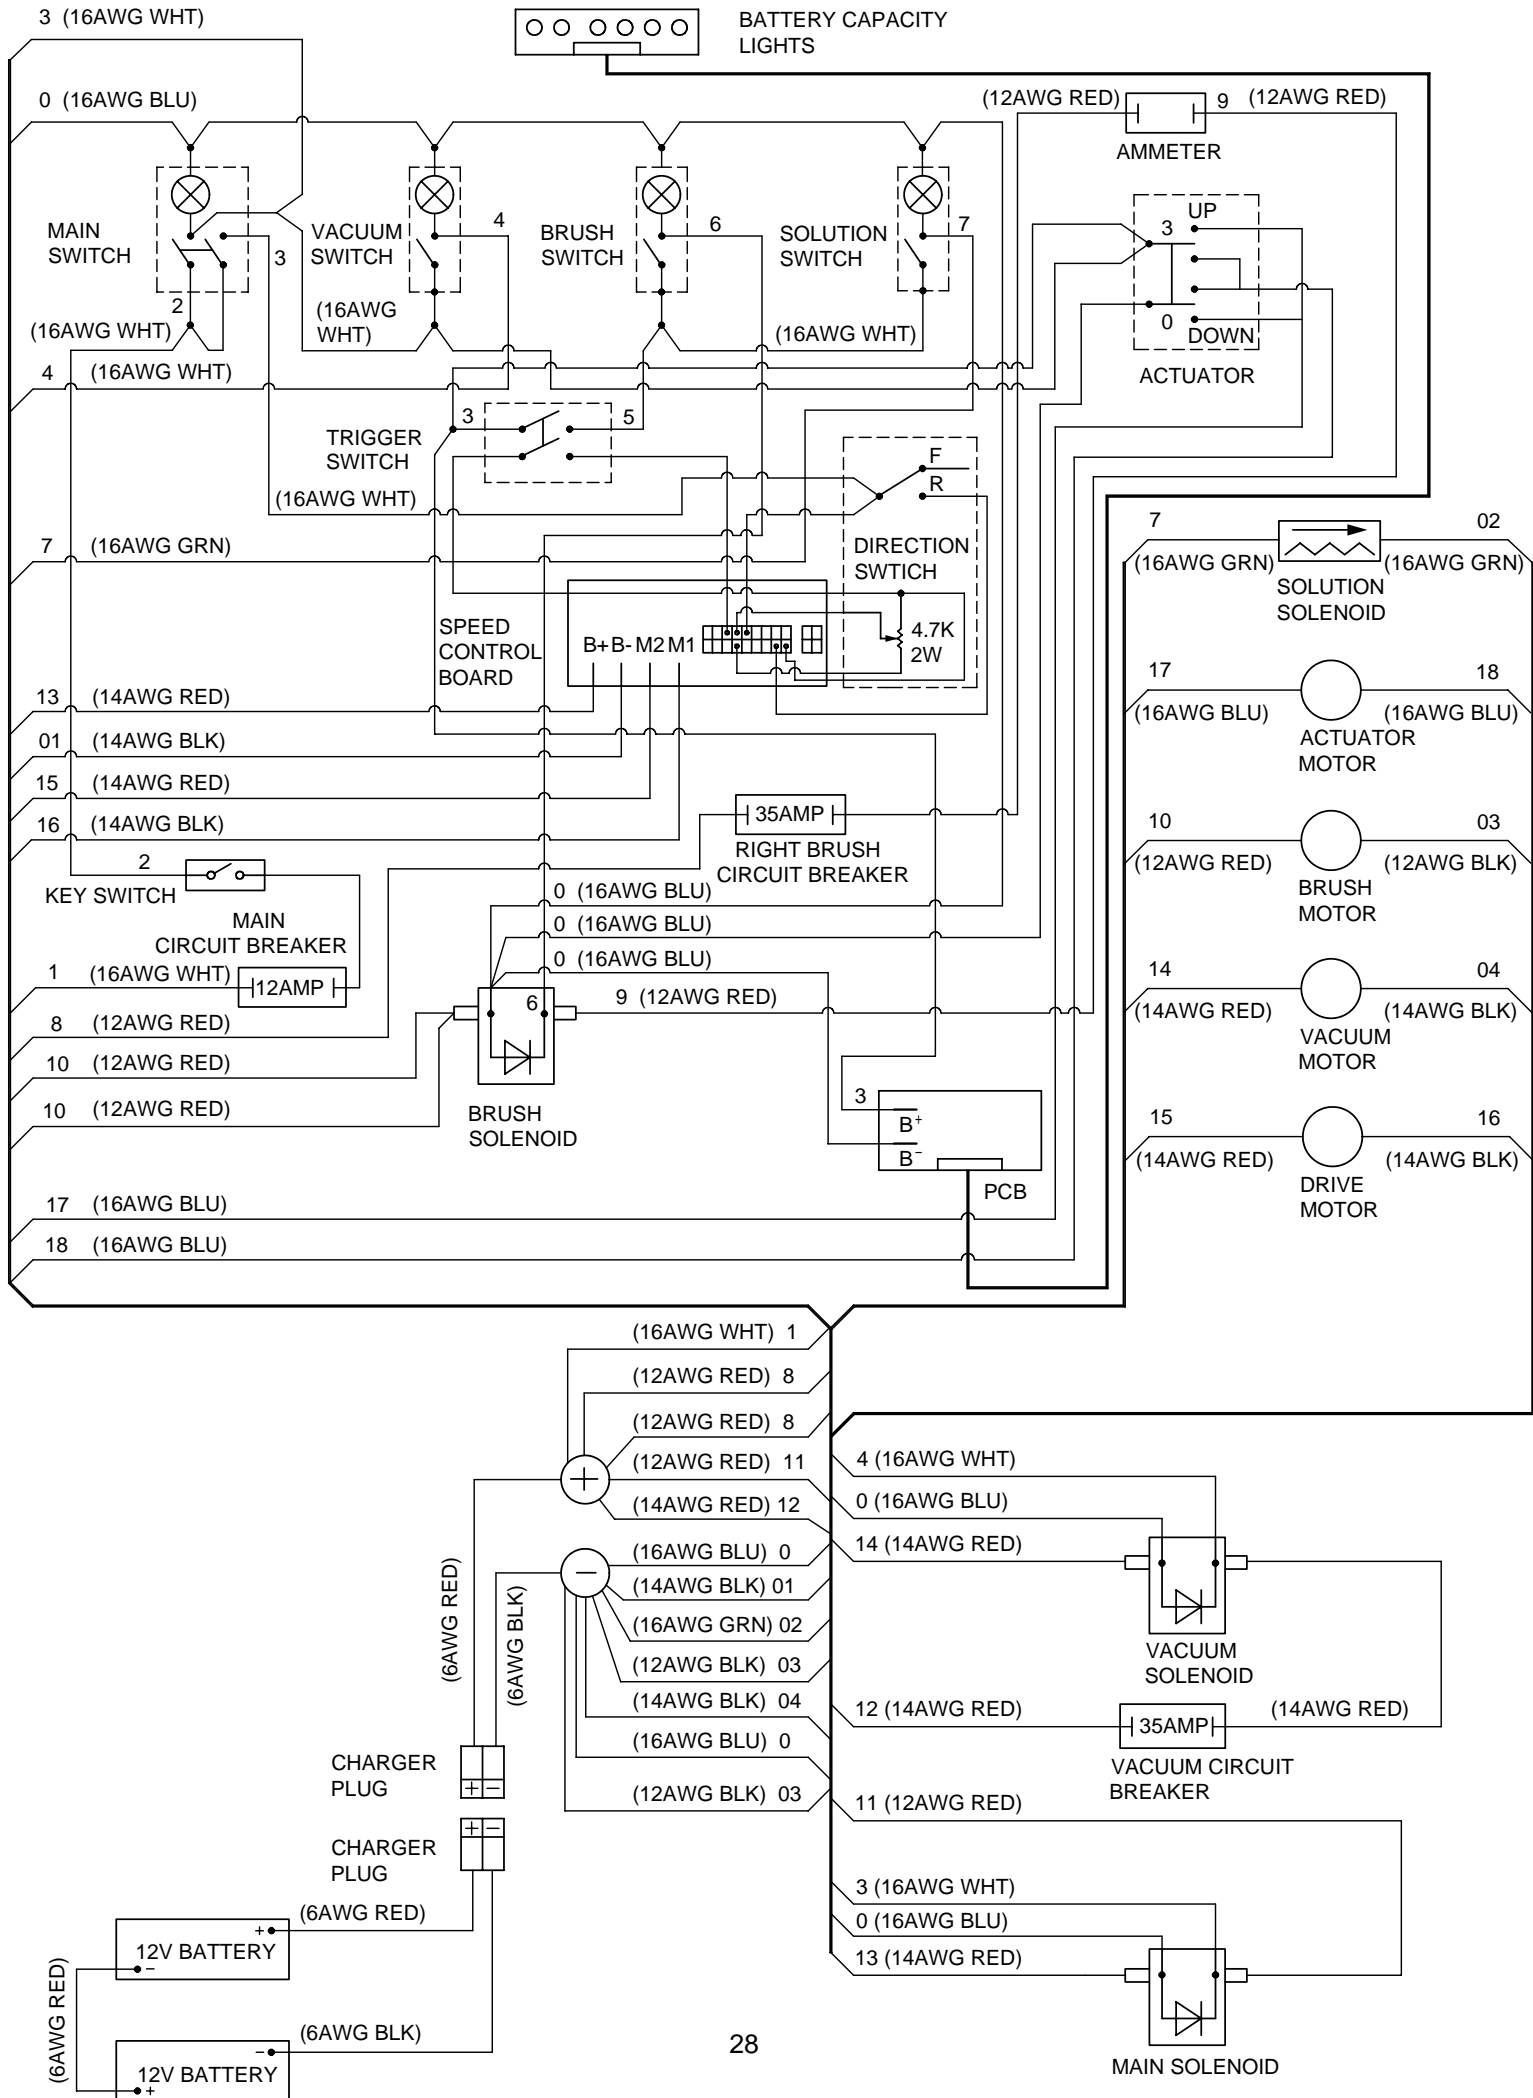 3 (16AWG WHT)
BATTERY CAPACITY
LIGHTS
0 (16AWG BLU)
(12AWG RED)
9 (12AWG RED)
AMMETER
MAIN
SWITCH
3
2
(16AWG WHT)
VACUUM
SWITCH
4
(16AWG
WHT)
BRUSH
SWITCH
6
SOLUTION
SWITCH
7
(16AWG WHT)
UP
3
0
DOWN
ACTUATOR
4 (16AWG WHT)
3
5
TRIGGER
SWITCH
(16AWG WHT)
F
R
DIRECTION
SWTICH
4.7K
2W
7 (16AWG GRN)
SPEED
CONTROL
BOARD
B+ B- M2 M1
13 (14AWG RED)
01 (14AWG BLK)
15 (14AWG RED)
16 (14AWG BLK)
35AMP
RIGHT BRUSH
CIRCUIT BREAKER
2
KEY SWITCH
MAIN
CIRCUIT BREAKER
0 (16AWG BLU)
0 (16AWG BLU)
0 (16AWG BLU)
1 (16AWG WHT)
12AMP
6
9 (12AWG RED)
8 (12AWG RED)
10 (12AWG RED)
10 (12AWG RED)
BRUSH
SOLENOID
3
B+
B-
PCB
17 (16AWG BLU)
18 (16AWG BLU)
7
02
(16AWG GRN)
(16AWG GRN)
SOLUTION
SOLENOID
17
18
(16AWG BLU)
(16AWG BLU)
ACTUATOR
MOTOR
10
03
(12AWG RED)
(12AWG BLK)
BRUSH
MOTOR
14
04
(14AWG RED)
(14AWG BLK)
VACUUM
MOTOR
15
16
(14AWG RED)
(14AWG BLK)
DRIVE
MOTOR
(16AWG WHT) 1
(12AWG RED) 8
(12AWG RED) 8
(12AWG RED) 11
(14AWG RED) 12
+
(16AWG BLU) 0
(14AWG BLK) 01
(16AWG GRN) 02
(12AWG BLK) 03
(14AWG BLK) 04
(16AWG BLU) 0
(12AWG BLK) 03
−
(6AWG RED)
(6AWG BLK)
4 (16AWG WHT)
0 (16AWG BLU)
14 (14AWG RED)
VACUUM
SOLENOID
12 (14AWG RED)
35AMP
(14AWG RED)
VACUUM CIRCUIT
BREAKER
11 (12AWG RED)
3 (16AWG WHT)
0 (16AWG BLU)
13 (14AWG RED)
MAIN SOLENOID
CHARGER
PLUG
+ −
CHARGER
PLUG
+ −
(6AWG RED)
+
12V BATTERY
−
(6AWG RED)
(6AWG BLK)
−
12V BATTERY
+
28